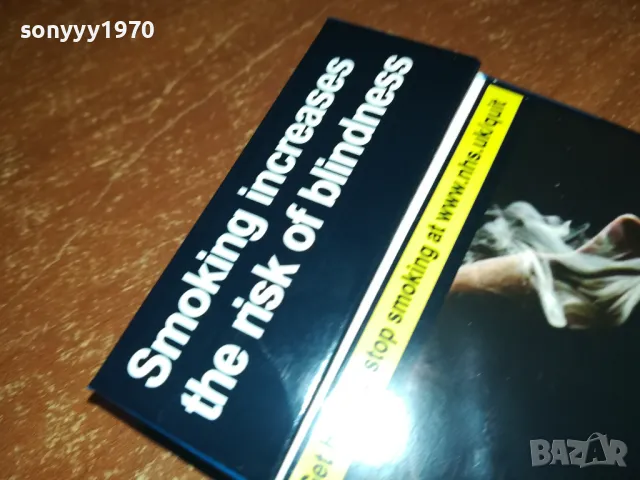 sonyyy1970
Smoking increases
the risk of blindness
Get stop smoking at www.nhs.uk/quit
BAZAR